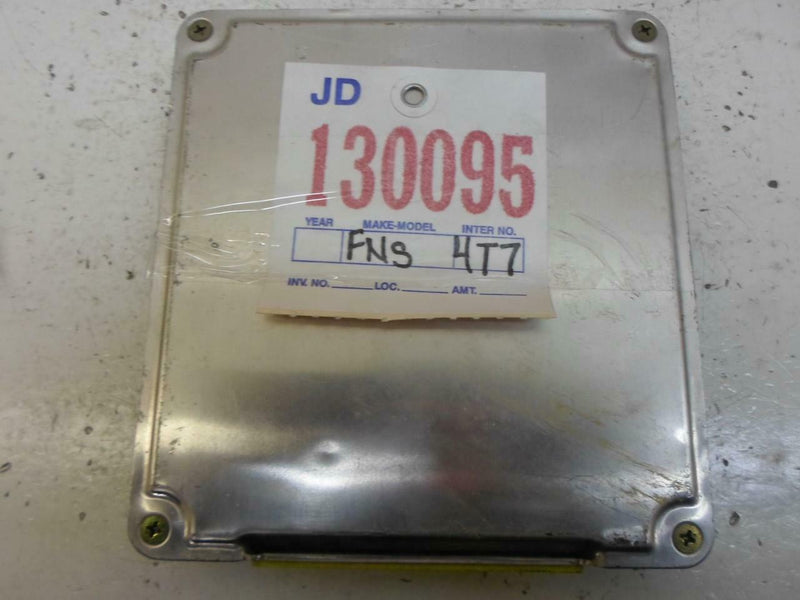 JD
130095
YEAR MAKE-MODEL INTER NO.
FNS 4T7
INV. NO. LOC. AMT.